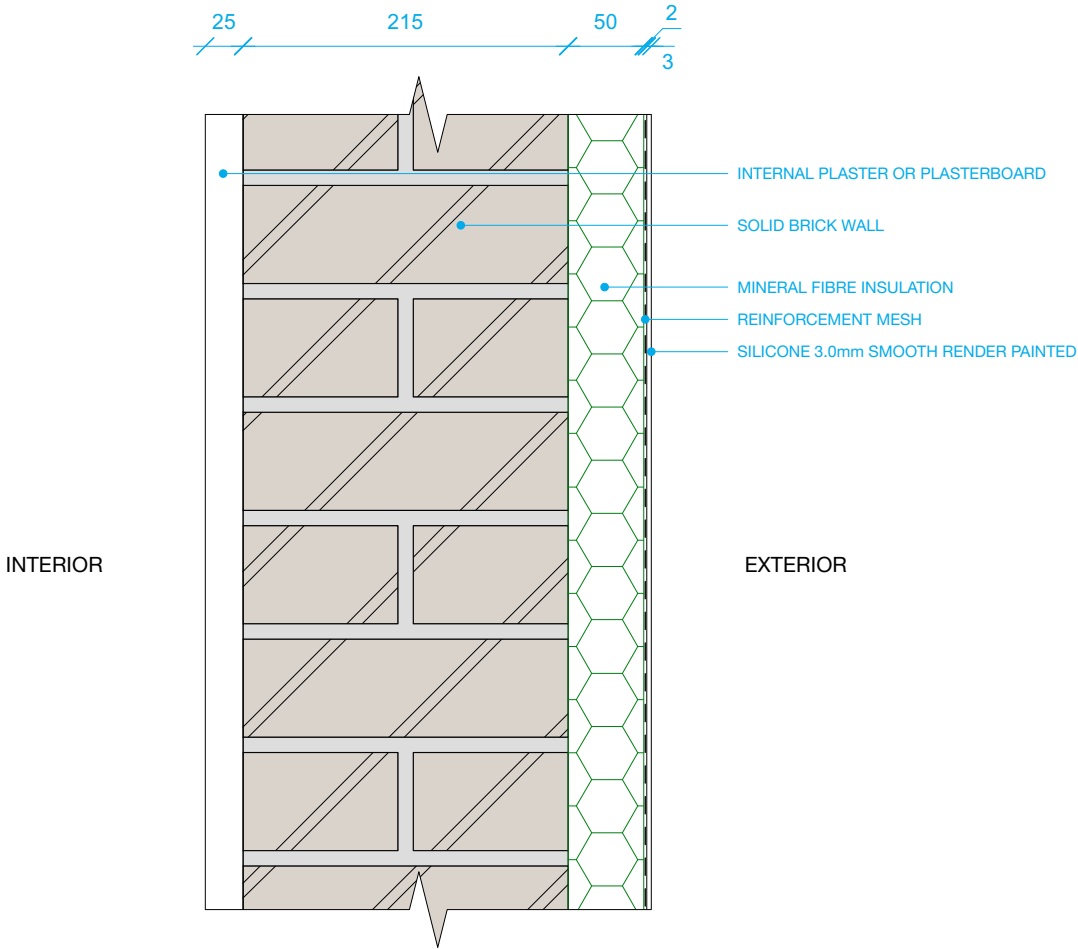 25
215
50
2
3
INTERNAL PLASTER OR PLASTERBOARD
SOLID BRICK WALL
MINERAL FIBRE INSULATION
REINFORCEMENT MESH
SILICONE 3.0mm SMOOTH RENDER PAINTED
INTERIOR
EXTERIOR